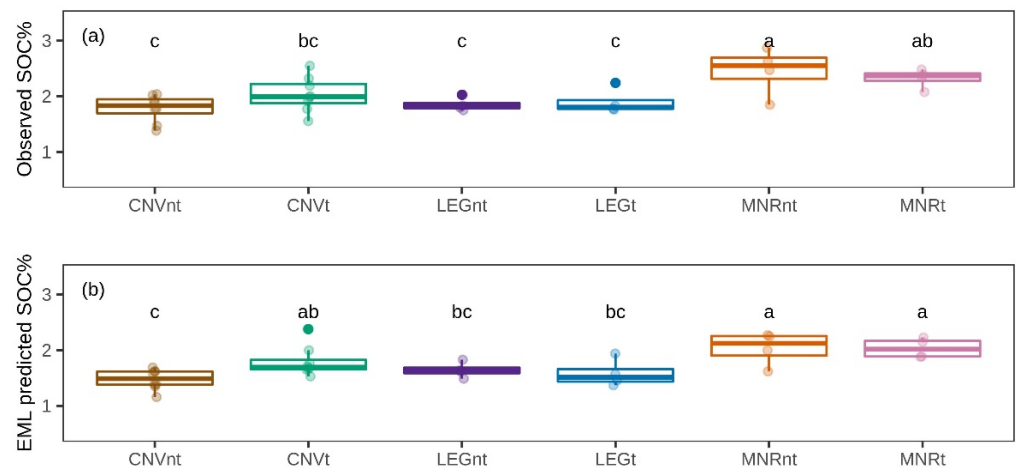 Observed SOC%
(a)
c bc c c a ab
3
2
1
CNVnt CNVt LEGnt LEGt MNRnt MNRt
EML predicted SOC%
(b)
c ab bc bc a a
3
2
1
CNVnt CNVt LEGnt LEGt MNRnt MNRt